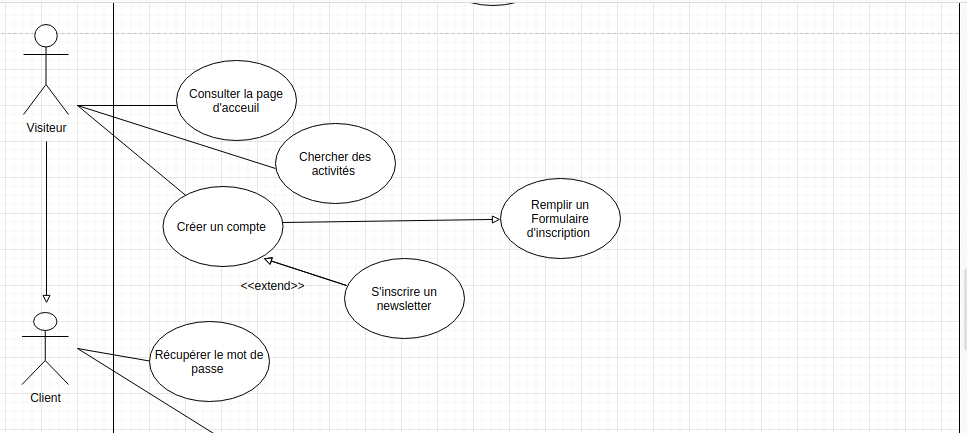 Visiteur
Consulter la page
d'acceuil
Chercher des
activités
Créer un compte
Remplir un
Formulaire
d'inscription
<<extend>>
S'inscrire un
newsletter
Récupérer le mot de
passe
Client